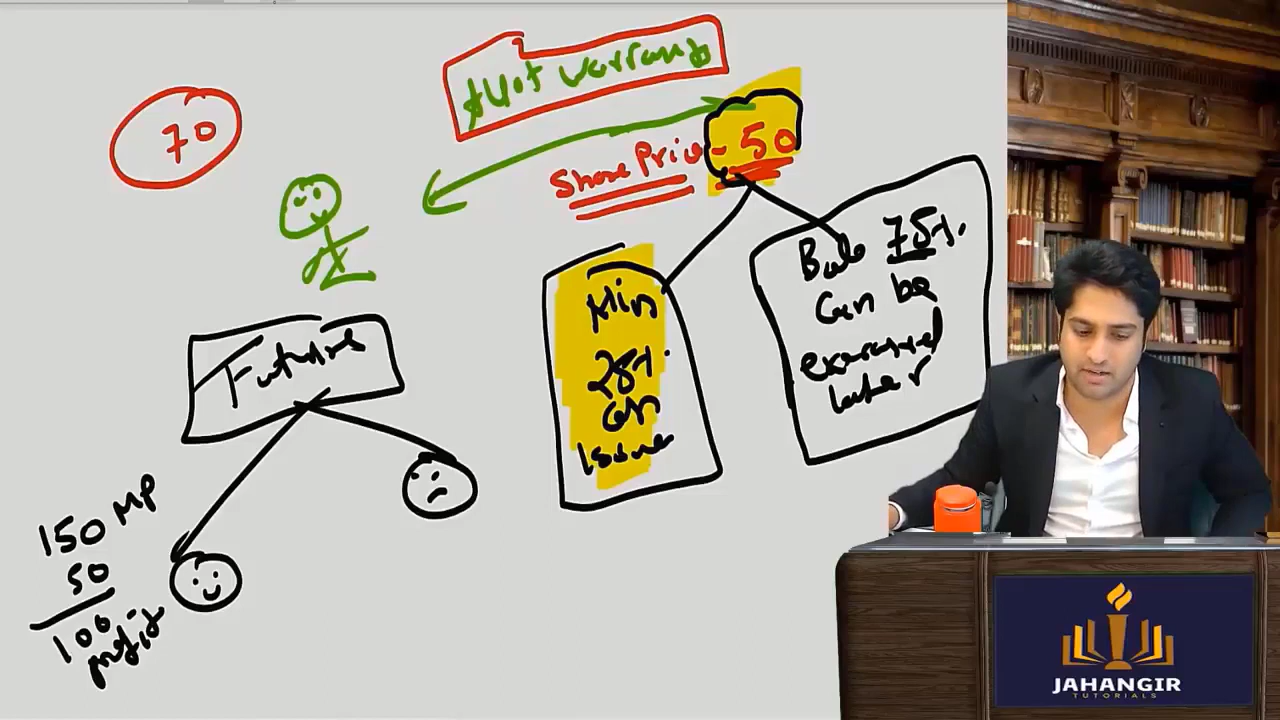 warrants
70
Share Price - 50
Min
25%
on
Issue
Bal 75%
Can be
exercised
later
Future
150 MP
50
100
profit
JAHANGIR
TUTORIALS